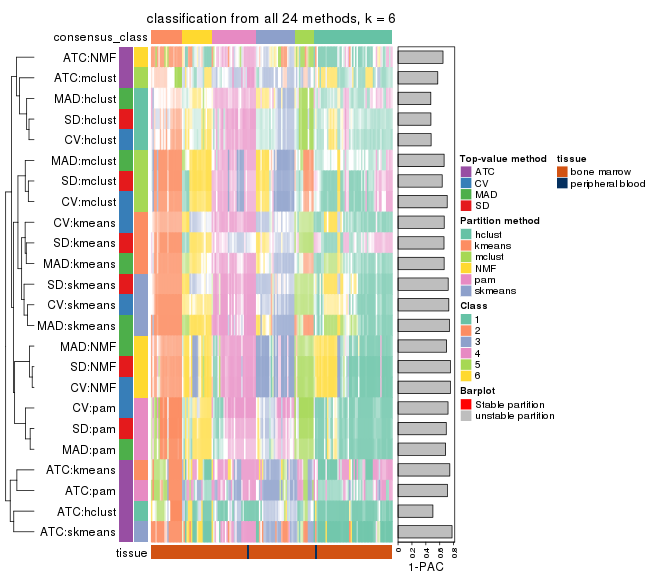 classification from all 24 methods, k = 6
consensus_class
ATC:NMF
ATC:mclust
MAD:hclust
SD:hclust
CV:hclust
MAD:mclust
SD:mclust
CV:mclust
CV:kmeans
SD:kmeans
MAD:kmeans
SD:skmeans
CV:skmeans
MAD:skmeans
MAD:NMF
SD:NMF
CV:NMF
CV:pam
SD:pam
MAD:pam
ATC:kmeans
ATC:pam
ATC:hclust
ATC:skmeans
tissue
0 0.2 0.4 0.6 0.8
1-PAC
Top-value method
ATC
CV
MAD
SD
Partition method
hclust
kmeans
mclust
NMF
pam
skmeans
Class
1
2
3
4
5
6
Barplot
Stable partition
unstable partition
tissue
bone marrow
peripheral blood